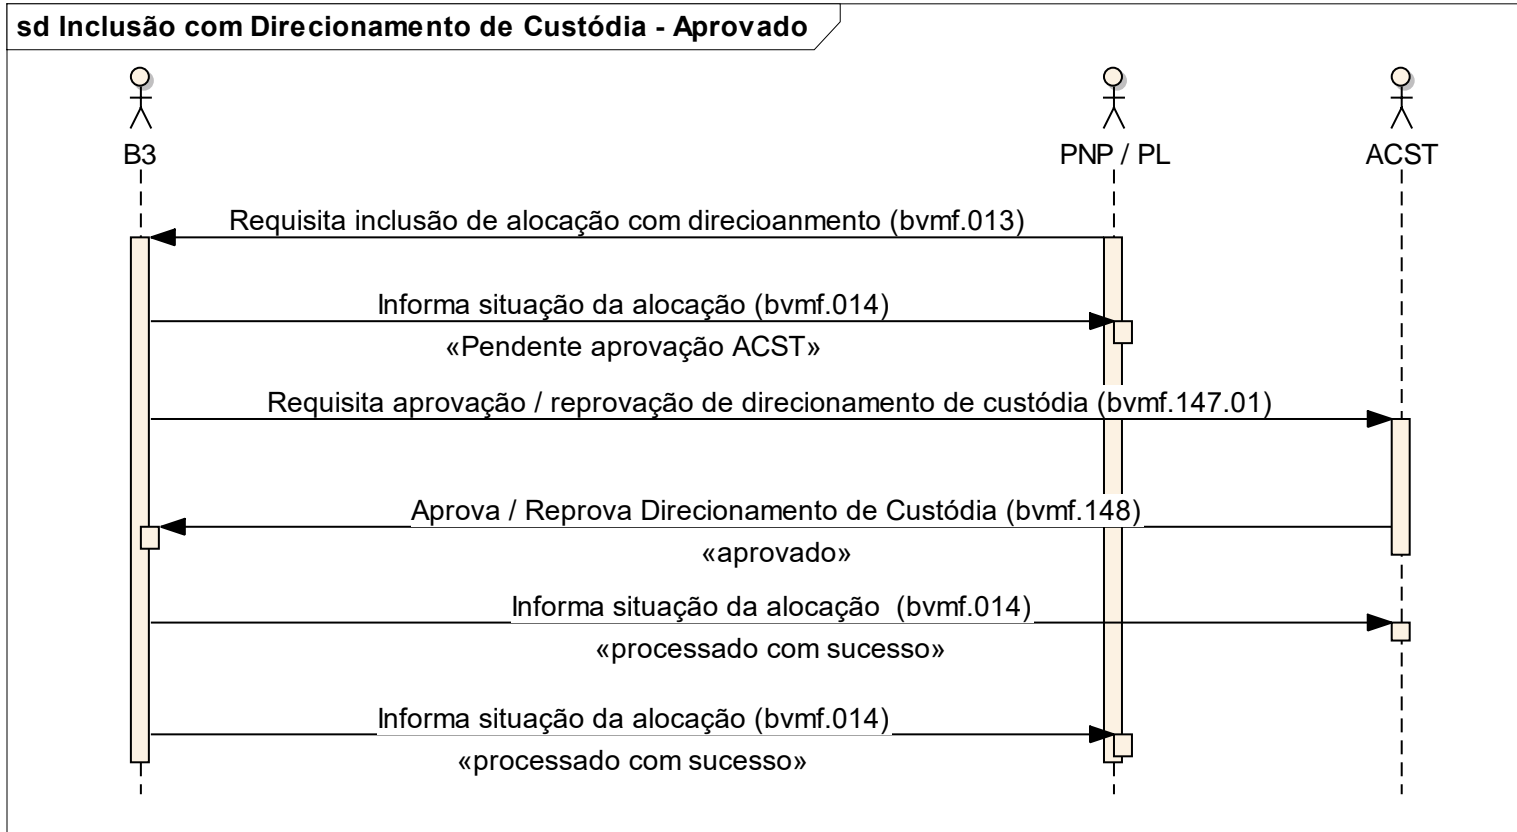 sd Inclusão com Direcionamento de Custódia - Aprovado
B3
PNP / PL
ACST
Requisita inclusão de alocação com direcioanmento (bvmf.013)
Informa situação da alocação (bvmf.014)
«Pendente aprovação ACST»
Requisita aprovação / reprovação de direcionamento de custódia (bvmf.147.01)
Aprova / Reprova Direcionamento de Custódia (bvmf.148)
«aprovado»
Informa situação da alocação  (bvmf.014)
«processado com sucesso»
Informa situação da alocação (bvmf.014)
«processado com sucesso»